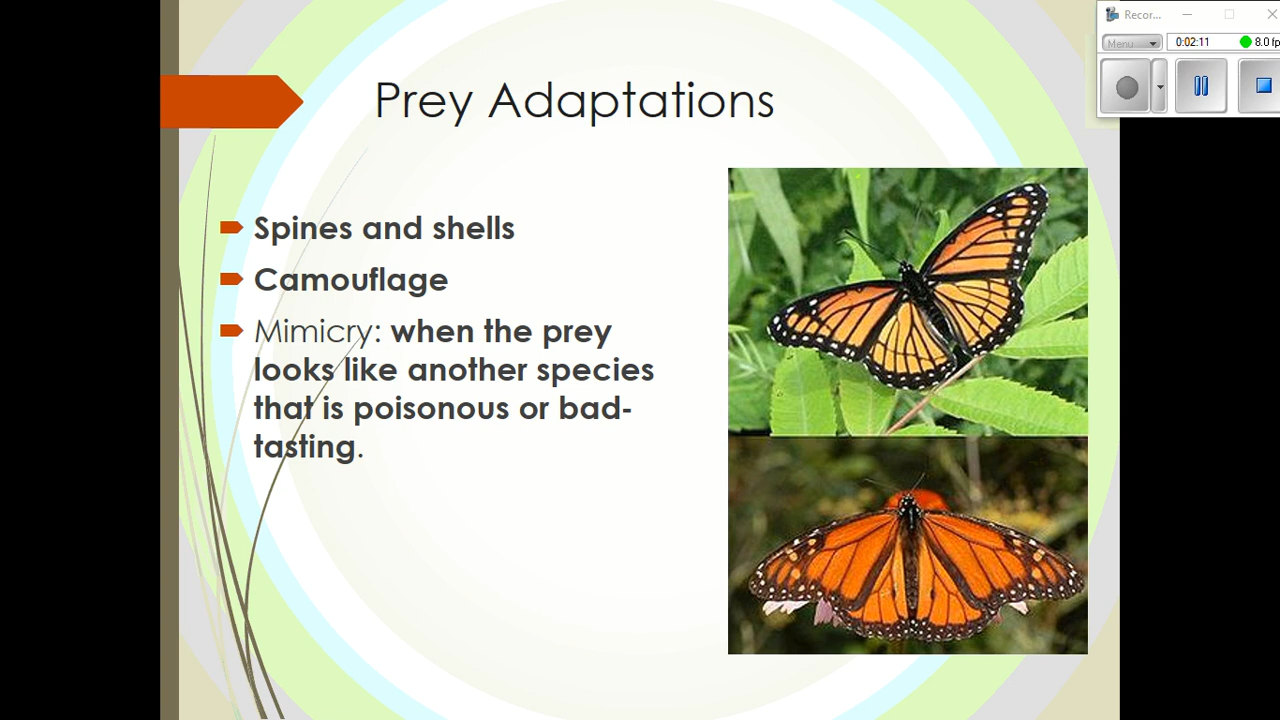 Recor...
Menu
0:02:11
8.0 fp
Prey Adaptations
Spines and shells
Camouflage
Mimicry: when the prey
looks like another species
that is poisonous or bad-
tasting.